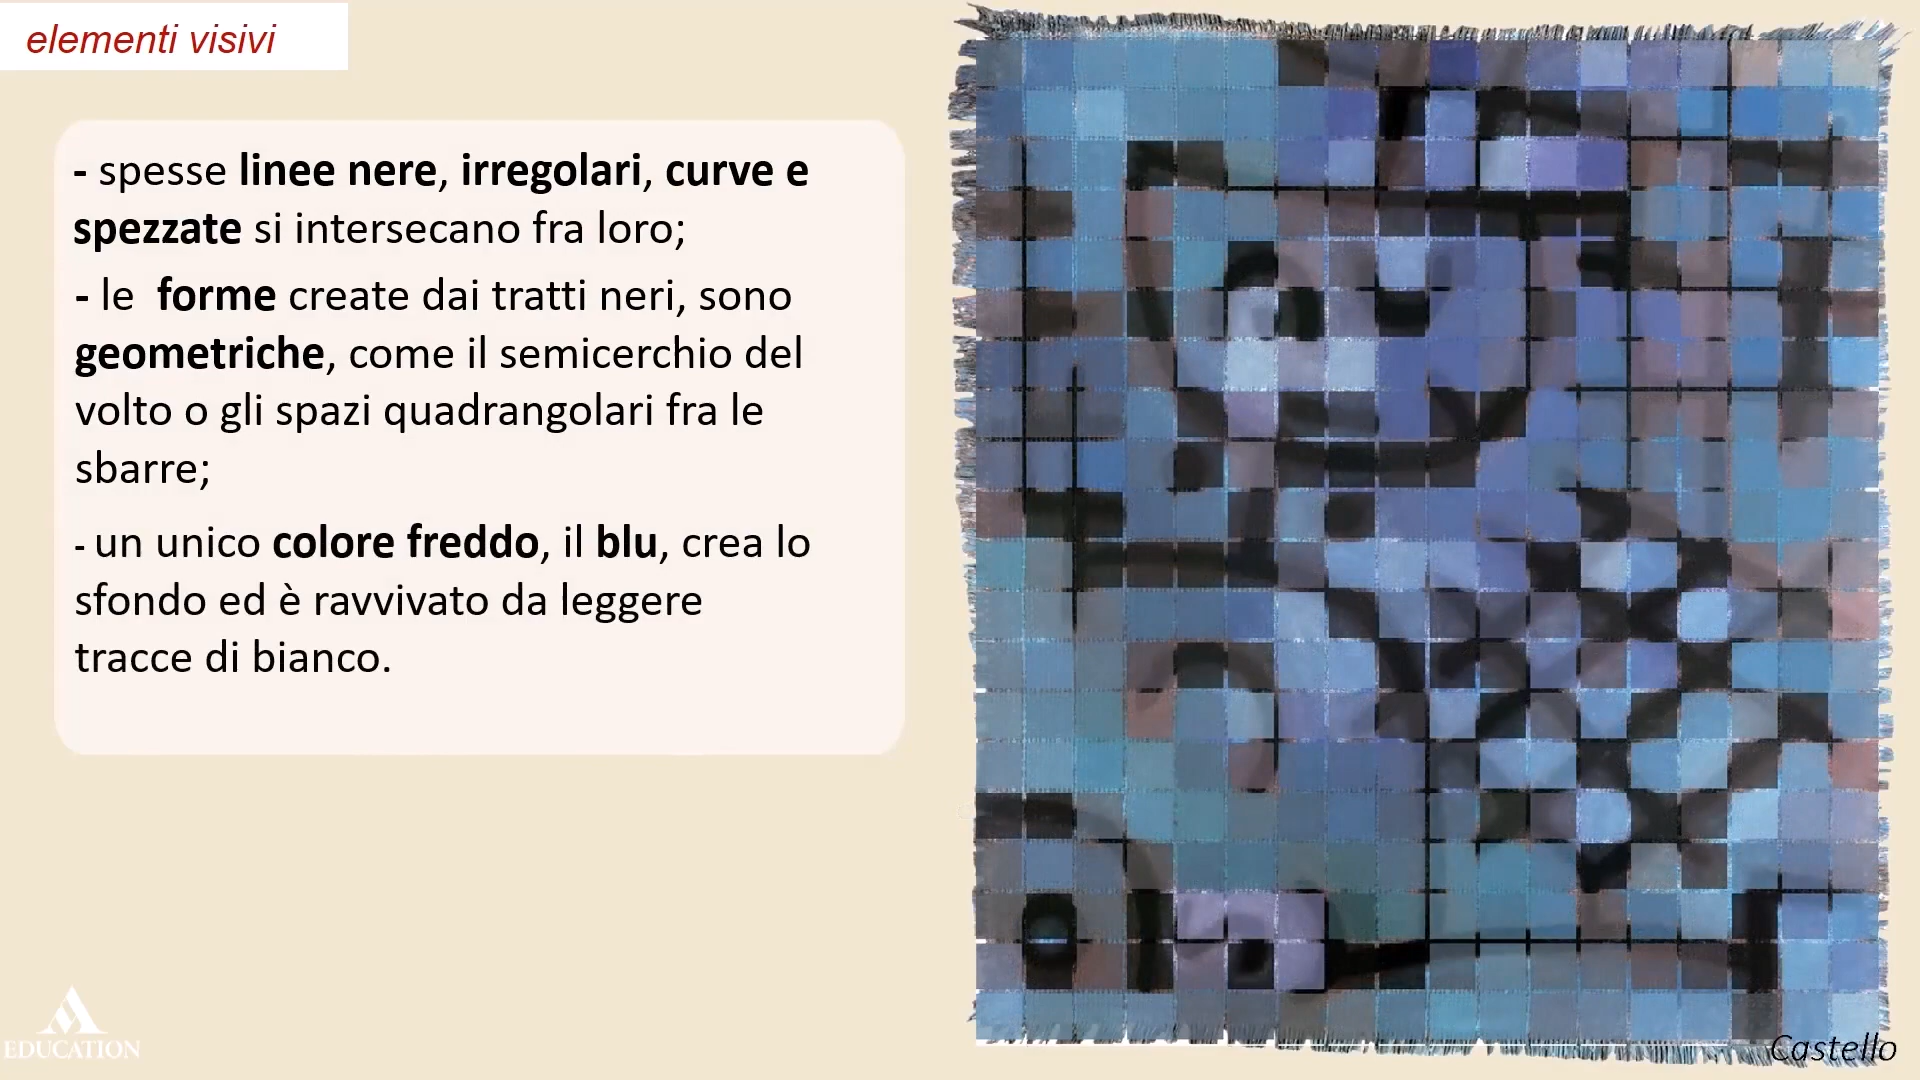 elementi visivi
- spesse linee nere, irregolari, curve e
spezzate si intersecano fra loro;
- le forme create dai tratti neri, sono
geometriche, come il semicerchio del
volto o gli spazi quadrangolari fra le
sbarre;
- un unico colore freddo, il blu, crea lo
sfondo ed è ravvivato da leggere
tracce di bianco.
EDUCATION
Castello